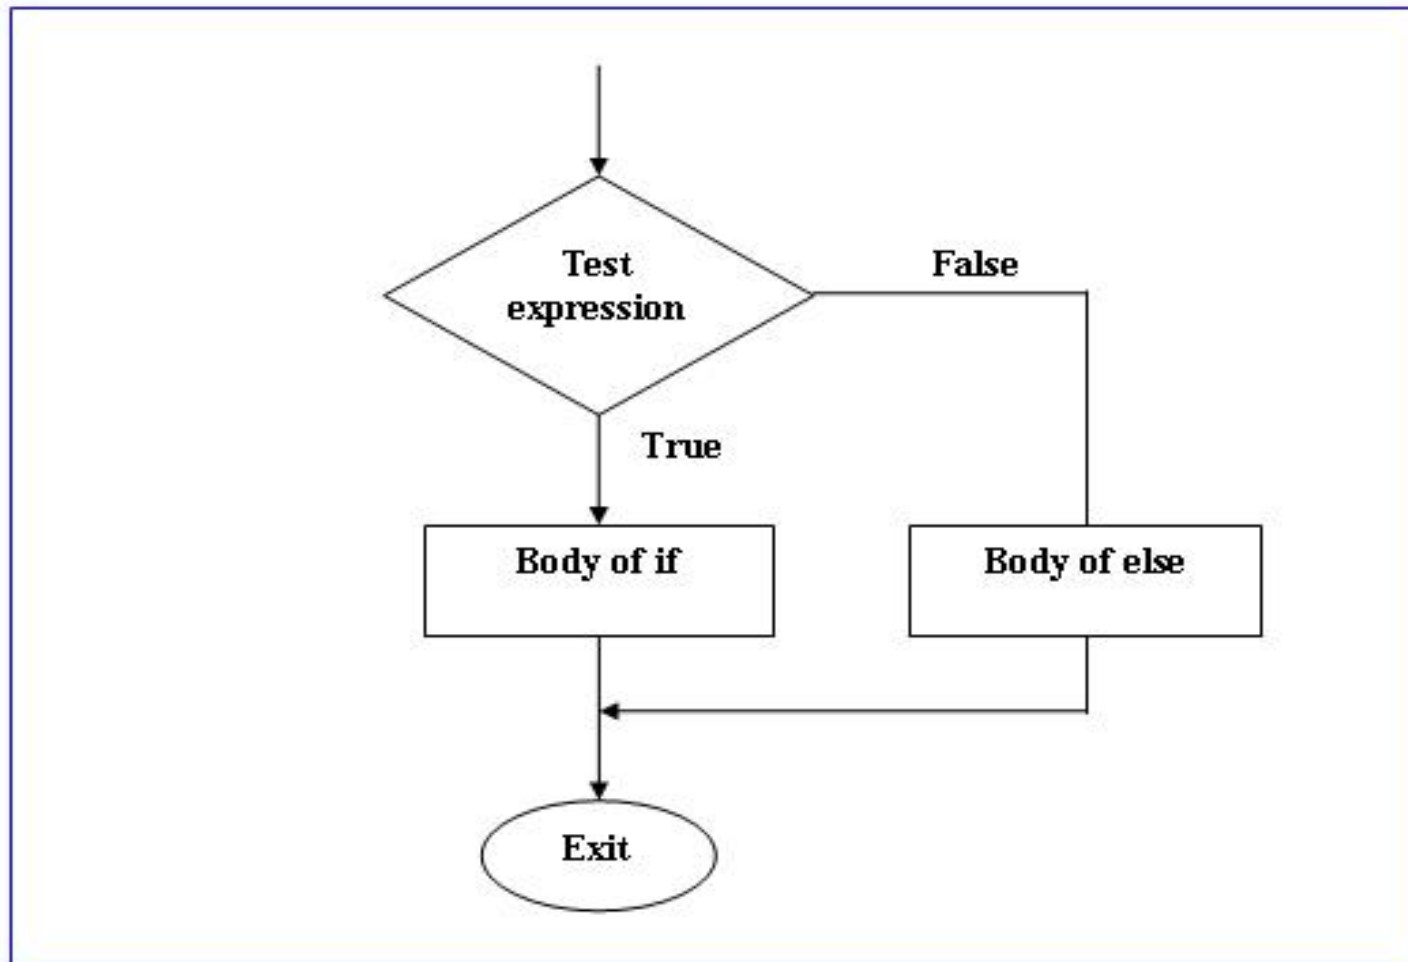 Test
expression
False
True
Body of if
Body of else
Exit